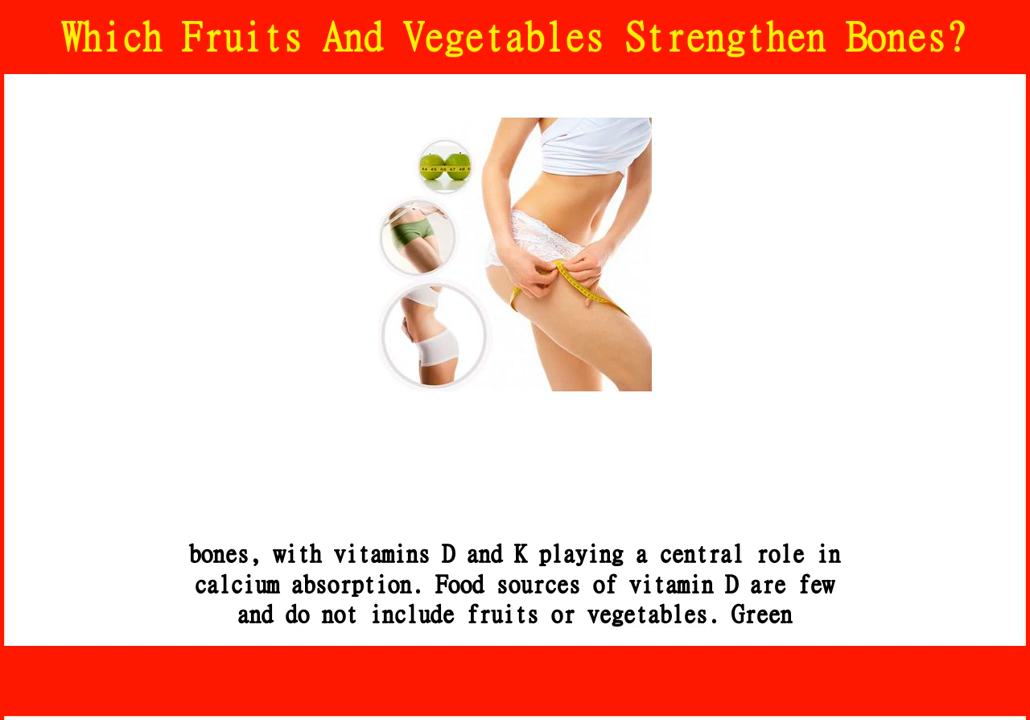 Which Fruits And Vegetables Strengthen Bones?
bones, with vitamins D and K playing a central role in
calcium absorption. Food sources of vitamin D are few
and do not include fruits or vegetables. Green